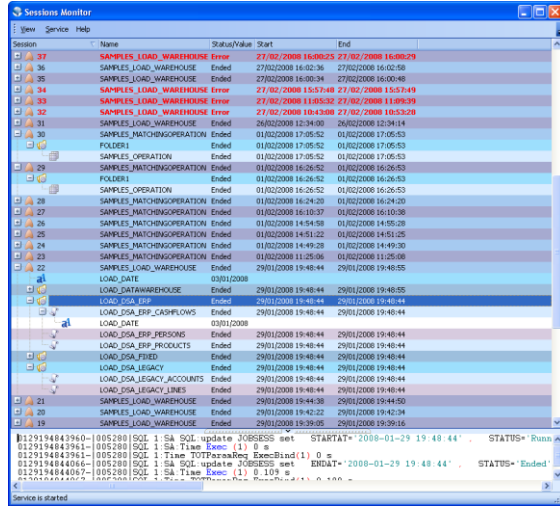 Sessions Monitor
View Service Help
Session Name Status/Value Start End
37 SAMPLES_LOAD_WAREHOUSE Error 27/02/2008 16:00:25 27/02/2008 16:00:29
36 SAMPLES_LOAD_WAREHOUSE Ended 27/02/2008 16:02:36 27/02/2008 16:02:58
35 SAMPLES_LOAD_WAREHOUSE Ended 27/02/2008 16:00:34 27/02/2008 16:00:48
34 SAMPLES_LOAD_WAREHOUSE Error 27/02/2008 15:57:48 27/02/2008 15:57:49
33 SAMPLES_LOAD_WAREHOUSE Error 27/02/2008 11:05:32 27/02/2008 11:09:39
32 SAMPLES_LOAD_WAREHOUSE Error 27/02/2008 10:43:00 27/02/2008 10:53:28
31 SAMPLES_LOAD_WAREHOUSE Ended 26/02/2008 12:34:00 26/02/2008 12:34:14
30 SAMPLES_MATCHINGOPERATION Ended 01/02/2008 17:05:52 01/02/2008 17:05:53
FOLDER1 Ended 01/02/2008 17:05:52 01/02/2008 17:05:53
SAMPLES_OPERATION Ended 01/02/2008 17:05:52 01/02/2008 17:05:53
29 SAMPLES_MATCHINGOPERATION Ended 01/02/2008 16:26:52 01/02/2008 16:26:53
FOLDER1 Ended 01/02/2008 16:26:52 01/02/2008 16:26:53
SAMPLES_OPERATION Ended 01/02/2008 16:26:52 01/02/2008 16:26:53
28 SAMPLES_MATCHINGOPERATION Ended 01/02/2008 16:24:20 01/02/2008 16:24:20
27 SAMPLES_MATCHINGOPERATION Ended 01/02/2008 16:10:37 01/02/2008 16:10:38
26 SAMPLES_MATCHINGOPERATION Ended 01/02/2008 14:54:58 01/02/2008 14:55:28
25 SAMPLES_MATCHINGOPERATION Ended 01/02/2008 14:51:22 01/02/2008 14:51:25
24 SAMPLES_MATCHINGOPERATION Ended 01/02/2008 14:49:28 01/02/2008 14:49:30
23 SAMPLES_MATCHINGOPERATION Ended 01/02/2008 11:25:06 01/02/2008 11:25:08
22 SAMPLES_LOAD_WAREHOUSE Ended 29/01/2008 19:48:44 29/01/2008 19:48:55
aI LOAD_DATE 03/01/2008
LOAD_DATAWAREHOUSE Ended 29/01/2008 19:48:44 29/01/2008 19:48:55
LOAD_DSA_ERP Ended 29/01/2008 19:48:44 29/01/2008 19:48:44
LOAD_DSA_ERP_CASHFLOWS Ended 29/01/2008 19:48:44 29/01/2008 19:48:44
aI LOAD_DATE 03/01/2008
LOAD_DSA_ERP_PERSONS Ended 29/01/2008 19:48:44 29/01/2008 19:48:44
LOAD_DSA_ERP_PRODUCTS Ended 29/01/2008 19:48:44 29/01/2008 19:48:44
LOAD_DSA_FIXED Ended 29/01/2008 19:48:44 29/01/2008 19:48:44
LOAD_DSA_LEGACY Ended 29/01/2008 19:48:44 29/01/2008 19:48:44
LOAD_DSA_LEGACY_ACCOUNTS Ended 29/01/2008 19:48:44 29/01/2008 19:48:44
LOAD_DSA_LEGACY_LINES Ended 29/01/2008 19:48:44 29/01/2008 19:48:44
21 SAMPLES_LOAD_WAREHOUSE Ended 29/01/2008 19:44:38 29/01/2008 19:44:50
20 SAMPLES_LOAD_WAREHOUSE Ended 29/01/2008 19:42:22 29/01/2008 19:42:34
19 SAMPLES_LOAD_WAREHOUSE Ended 29/01/2008 19:39:05 29/01/2008 19:39:16
0129194843960-|005280|SQL 1:SA SQL:update JOBSESS set STARTAT='2008-01-29 19:48:44' , STATUS='Runn
0129194843961-|005280|SQL 1:SA Time Exec (1) 0 s
0129194843961-|005280|SQL 1:Time TOTParamReq ExecBind(1) 0 s
0129194844066-|005280|SQL 1:SA SQL:update JOBSESS set ENDAT='2008-01-29 19:48:44' , STATUS='Ended'
0129194844067-|005280|SQL 1:SA Time Exec (1) 0.109 s
Service is started